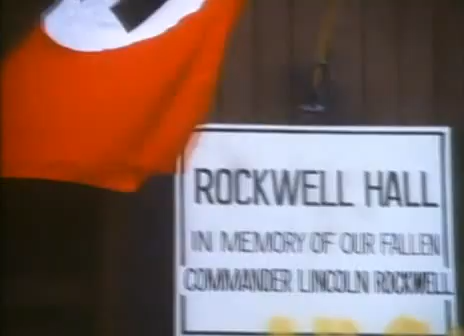 ROCKWELL HALL
IN MEMORY OF OUR FALLEN
COMMANDER LINCOLN ROCKWELL